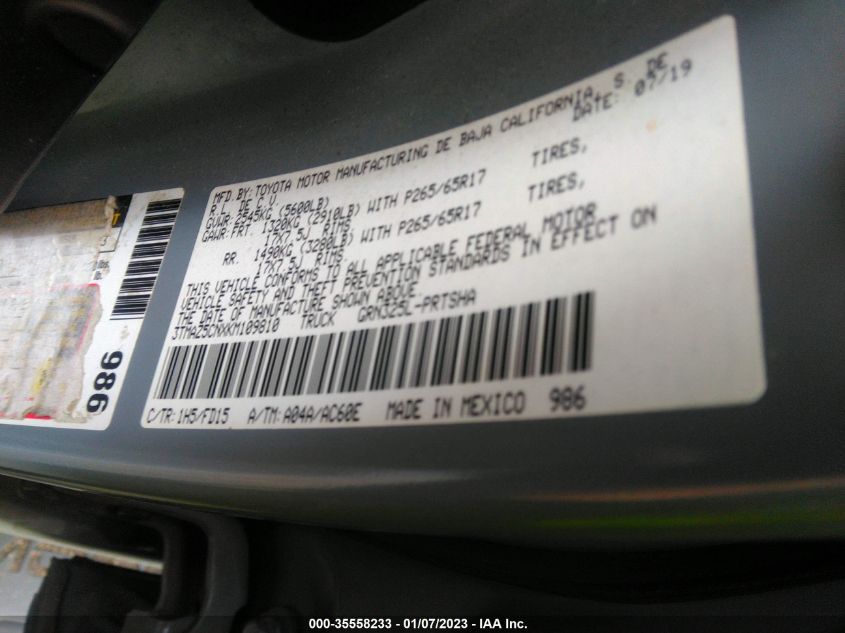 MFD. BY: TOYOTA MOTOR MANUFACTURING DE BAJA CALIFORNIA, S. DE
R.L. DE C.V. DATE: 07/19
GVWR: 2545KG (5600LB)
GAWR: FRT. 1320KG (2910LB) WITH P265/65R17 TIRES,
17X7.5J RIMS,
RR. 1490KG (3280LB) WITH P265/65R17 TIRES,
17X7.5J RIMS.
THIS VEHICLE CONFORMS TO ALL APPLICABLE FEDERAL MOTOR
VEHICLE SAFETY AND THEFT PREVENTION STANDARDS IN EFFECT ON
THE DATE OF MANUFACTURE SHOWN ABOVE.
3TMAZ5CNXKM109810 TRUCK GRN325L-PRTSHA
C/TR: 1H5/FD15 A/TM: A04A/AC60E MADE IN MEXICO 986
986
000-35558233 - 01/07/2023 - IAA Inc.